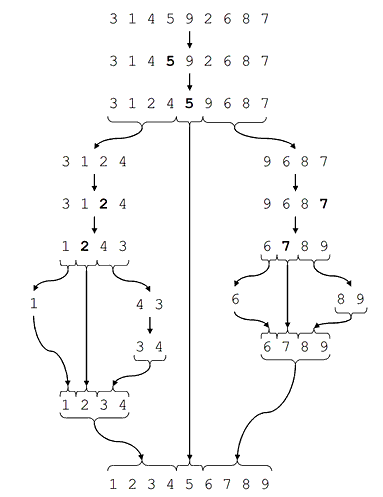 3 1 4 5 9 2 6 8 7
3 1 4 5 9 2 6 8 7
3 1 2 4 5 9 6 8 7
3 1 2 4
9 6 8 7
3 1 2 4
9 6 8 7
1 2 4 3
6 7 8 9
1
4 3
6
8 9
3 4
6 7 8 9
1 2 3 4
1 2 3 4 5 6 7 8 9